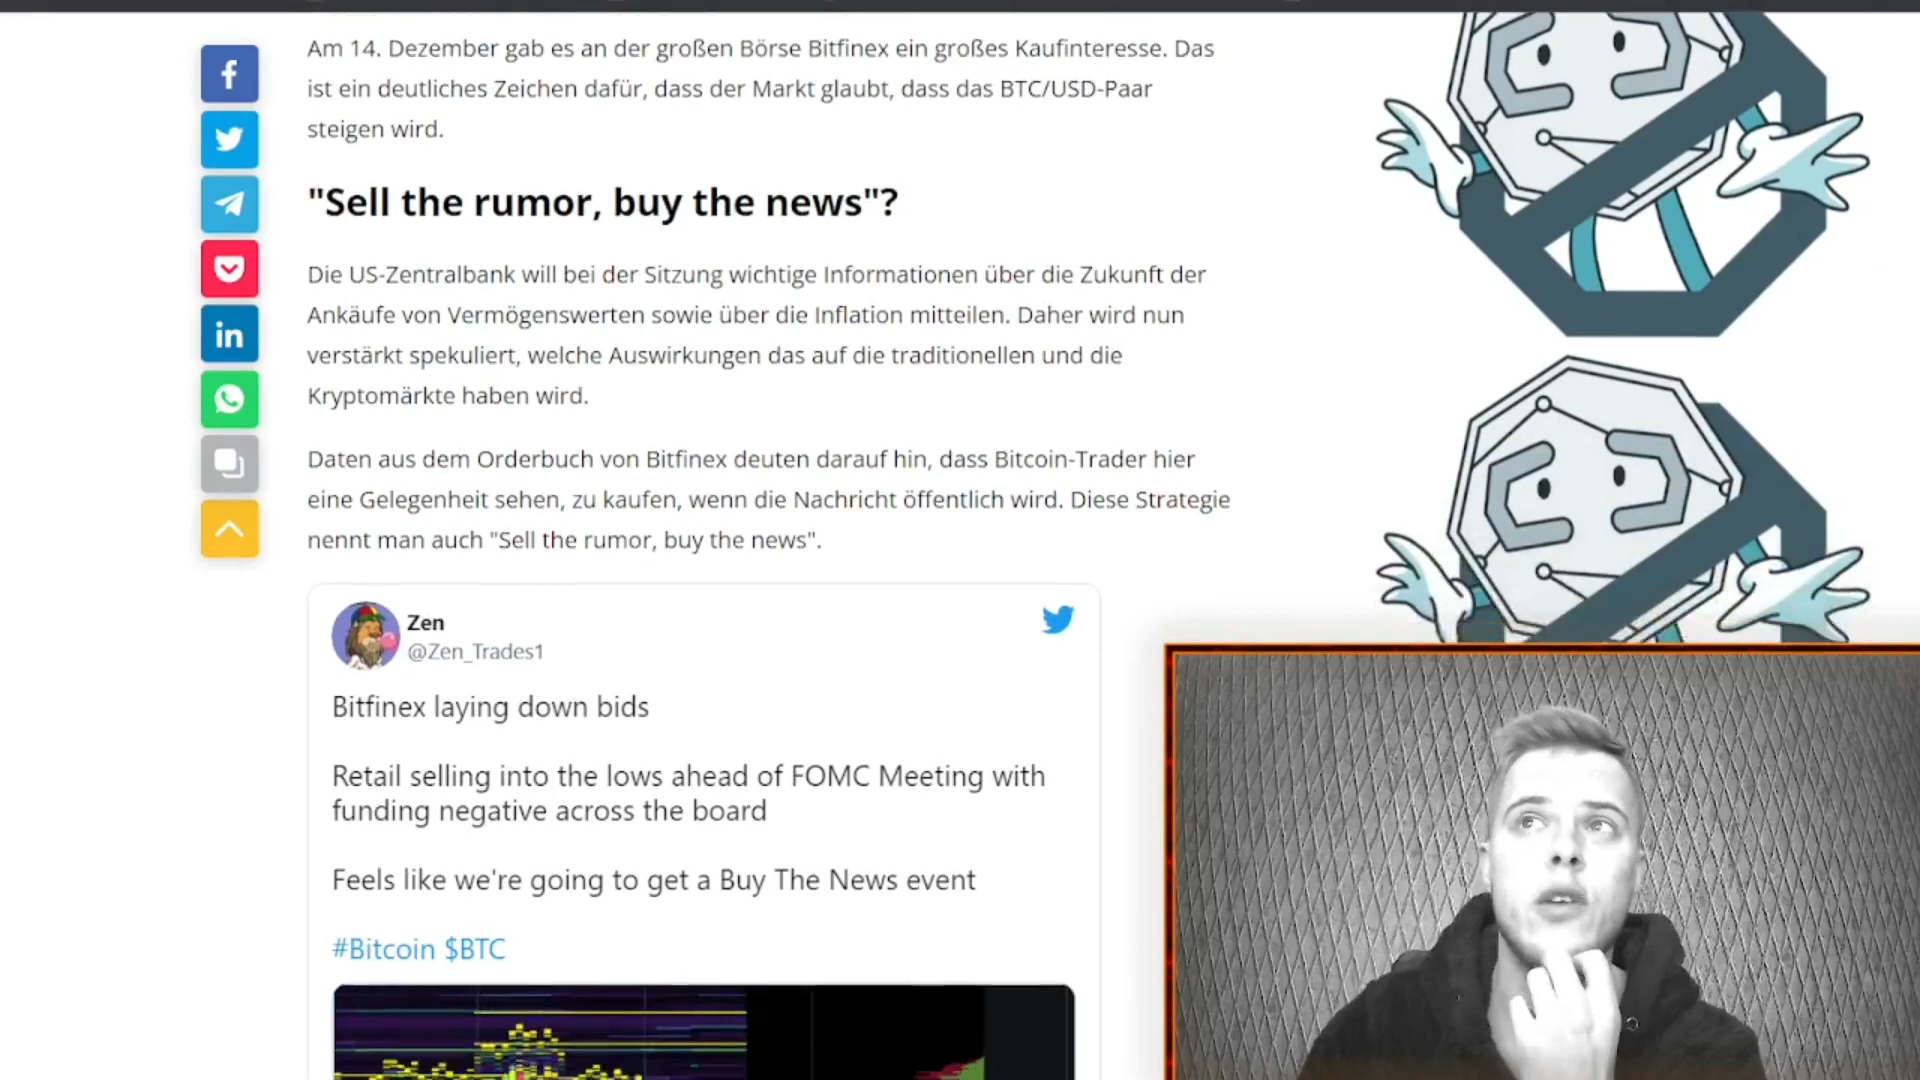 Am 14. Dezember gab es an der großen Börse Bitfinex ein großes Kaufinteresse. Das
ist ein deutliches Zeichen dafür, dass der Markt glaubt, dass das BTC/USD-Paar
steigen wird.
"Sell the rumor, buy the news"?
Die US-Zentralbank will bei der Sitzung wichtige Informationen über die Zukunft der
Ankäufe von Vermögenswerten sowie über die Inflation mitteilen. Daher wird nun
verstärkt spekuliert, welche Auswirkungen das auf die traditionellen und die
Kryptomärkte haben wird.
Daten aus dem Orderbuch von Bitfinex deuten darauf hin, dass Bitcoin-Trader hier
eine Gelegenheit sehen, zu kaufen, wenn die Nachricht öffentlich wird. Diese Strategie
nennt man auch "Sell the rumor, buy the news".
Zen
@Zen_Trades1
Bitfinex laying down bids
Retail selling into the lows ahead of FOMC Meeting with
funding negative across the board
Feels like we're going to get a Buy The News event
#Bitcoin $BTC